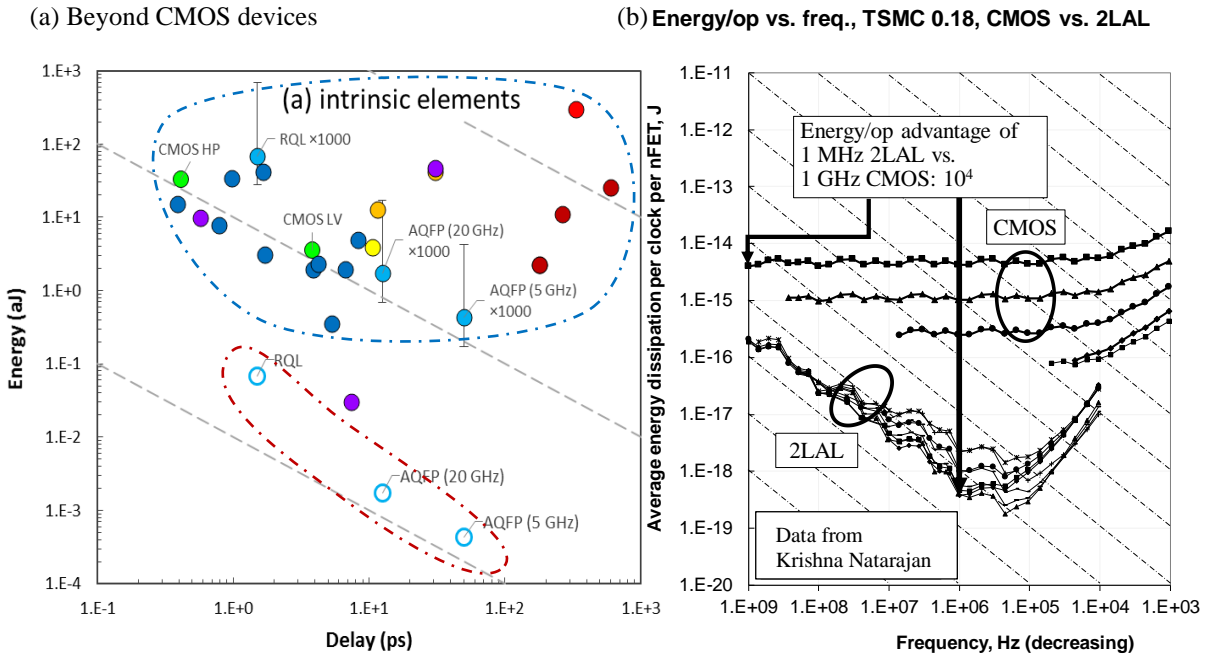 (a) Beyond CMOS devices
1.E+3
1.E+2
1.E+1
1.E+0
1.E-1
1.E-2
1.E-3
1.E-4
Energy (aJ)
(a) intrinsic elements
RQL ×1000
CMOS HP
CMOS LV
AQFP (20 GHz)
×1000
AQFP (5 GHz)
×1000
RQL
AQFP (20 GHz)
AQFP (5 GHz)
1.E-1
1.E+0
1.E+1
1.E+2
1.E+3
Delay (ps)
(b) Energy/op vs. freq., TSMC 0.18, CMOS vs. 2LAL
1.E-11
1.E-12
1.E-13
1.E-14
1.E-15
1.E-16
1.E-17
1.E-18
1.E-19
1.E-20
Average energy dissipation per clock per nFET, J
Energy/op advantage of
1 MHz 2LAL vs.
1 GHz CMOS: 10⁴
CMOS
2LAL
Data from
Krishna Natarajan
1.E+09
1.E+08
1.E+07
1.E+06
1.E+05
1.E+04
1.E+03
Frequency, Hz (decreasing)